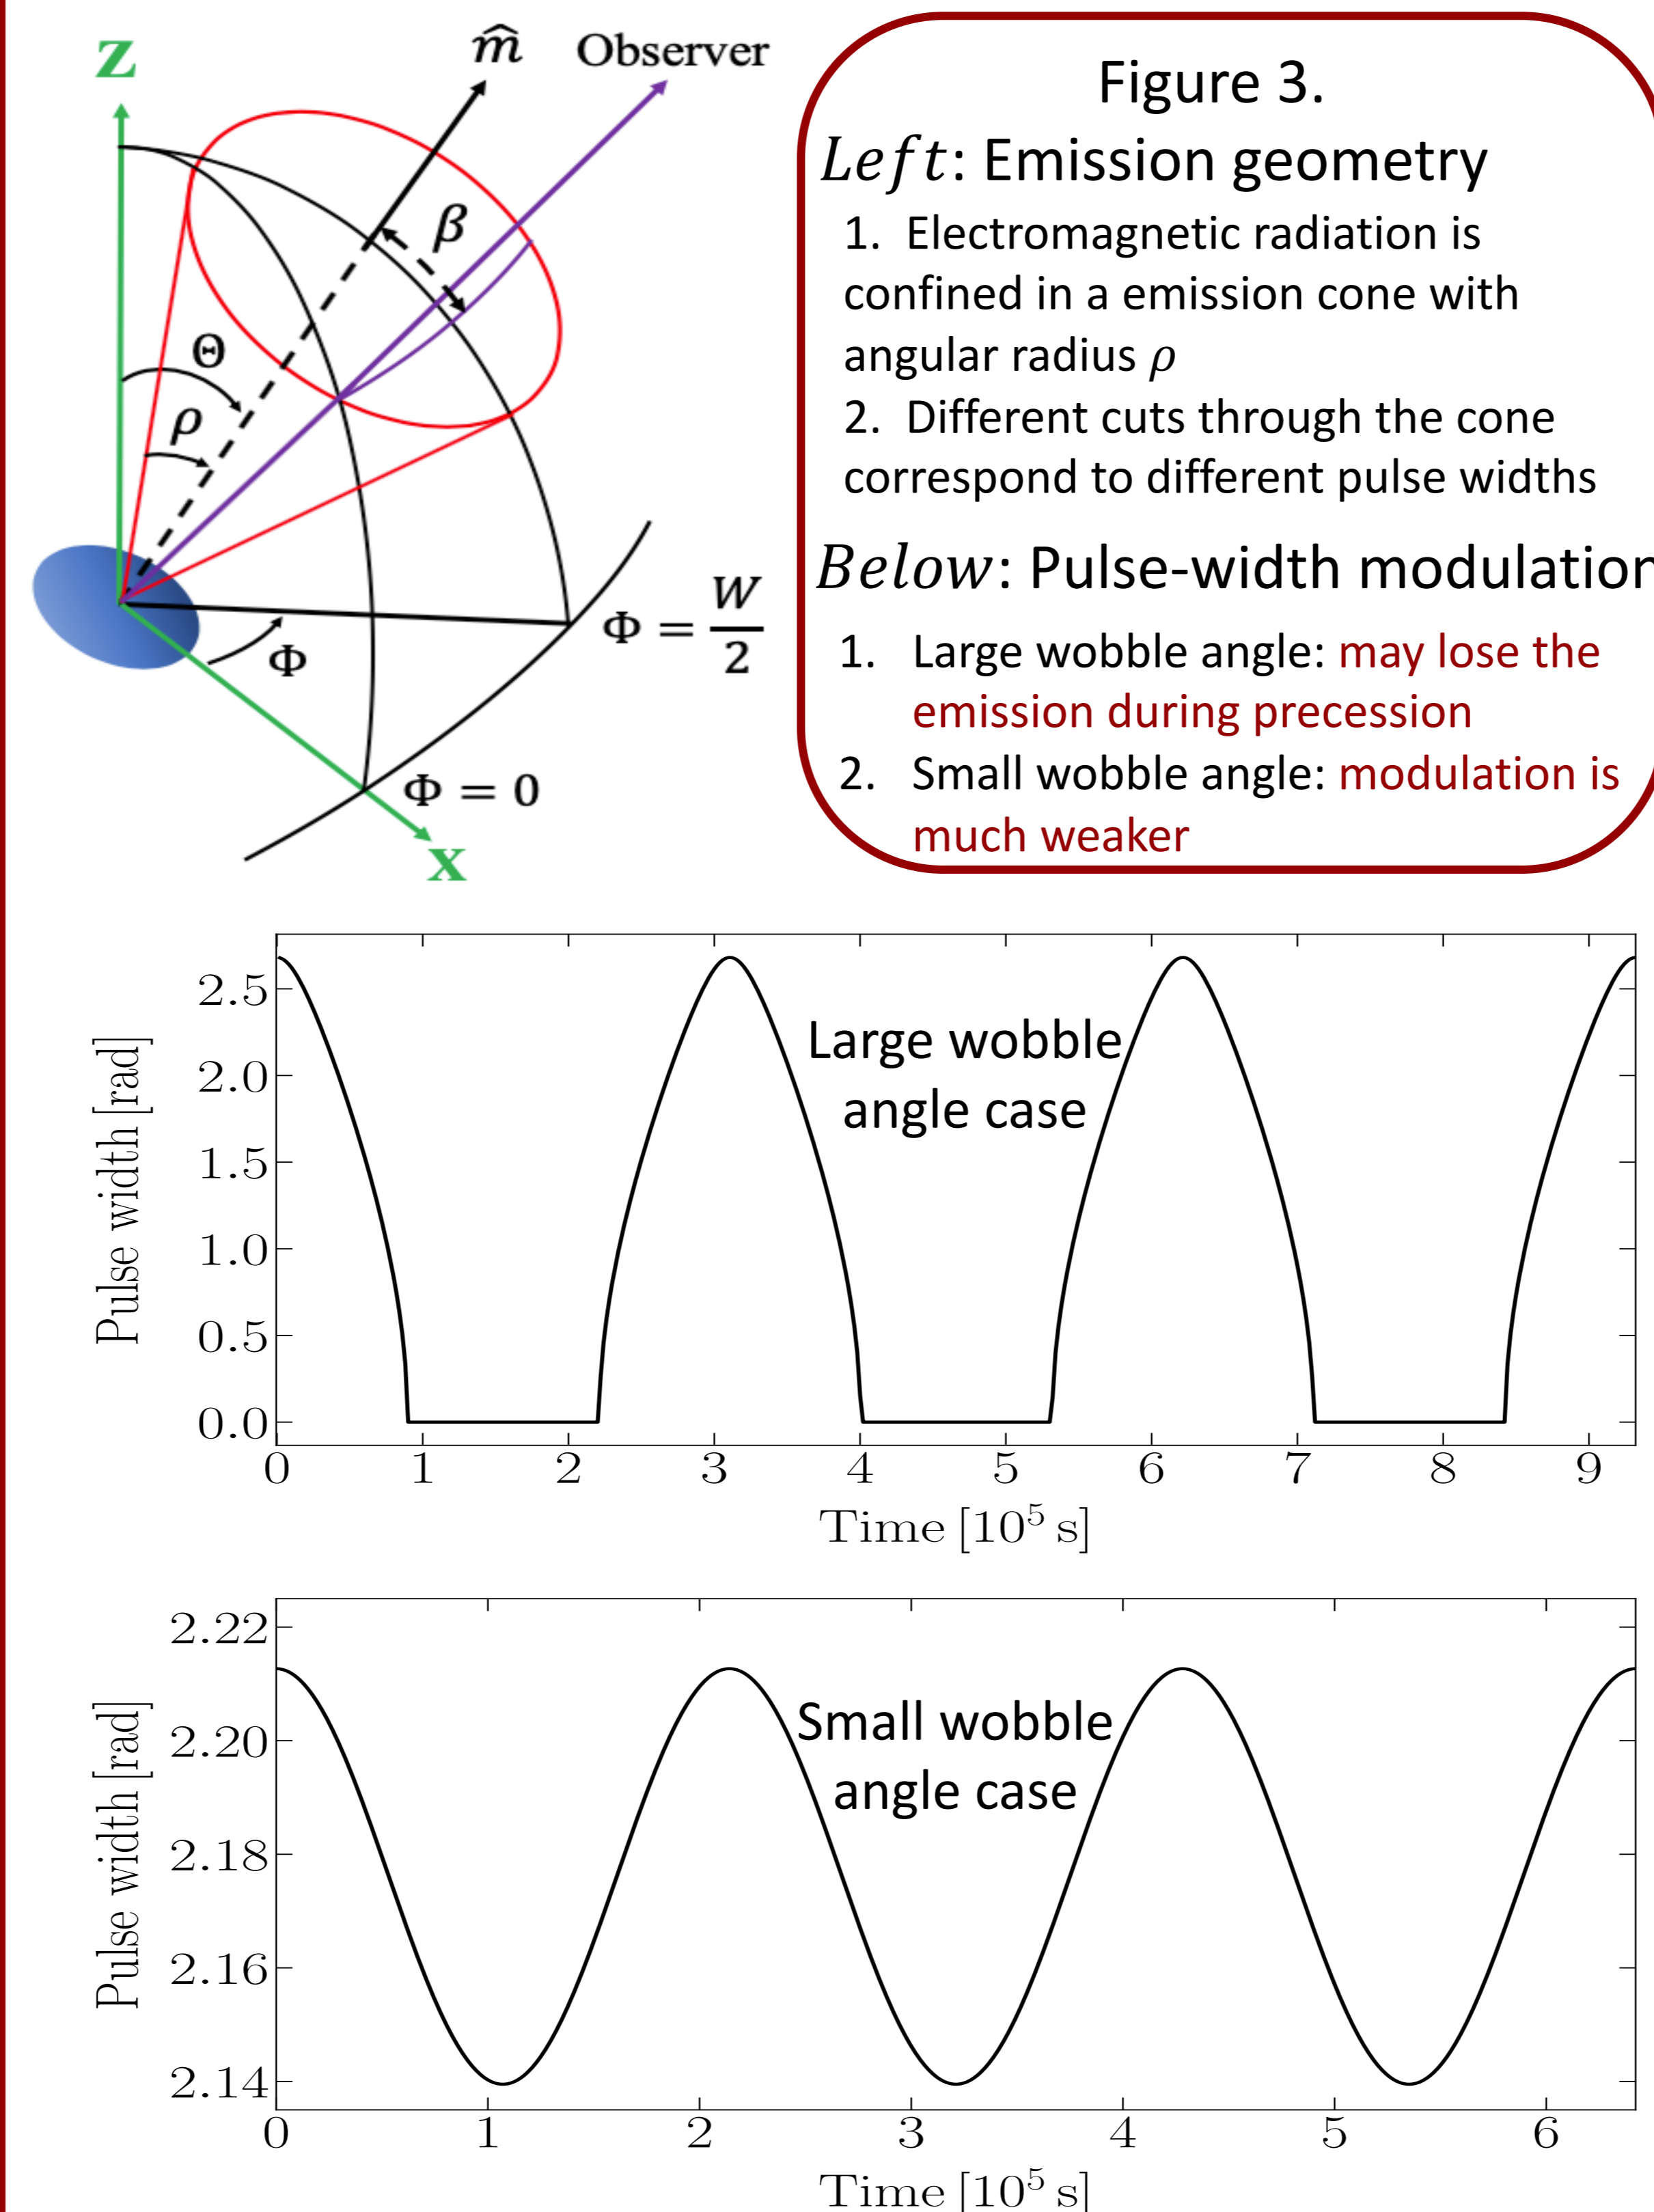 Z
m̂
Observer
β
Θ
ρ
Φ
Φ = W/2
Φ = 0
x
Figure 3.
Left: Emission geometry
1. Electromagnetic radiation is
confined in a emission cone with
angular radius ρ
2. Different cuts through the cone
correspond to different pulse widths
Below: Pulse-width modulation
1. Large wobble angle: may lose the
emission during precession
2. Small wobble angle: modulation is
much weaker
Pulse width [rad]
2.5
2.0
1.5
1.0
0.5
0.0
Large wobble
angle case
0 1 2 3 4 5 6 7 8 9
Time [10⁵ s]
Pulse width [rad]
2.22
2.20
2.18
2.16
2.14
Small wobble
angle case
0 1 2 3 4 5 6
Time [10⁵ s]